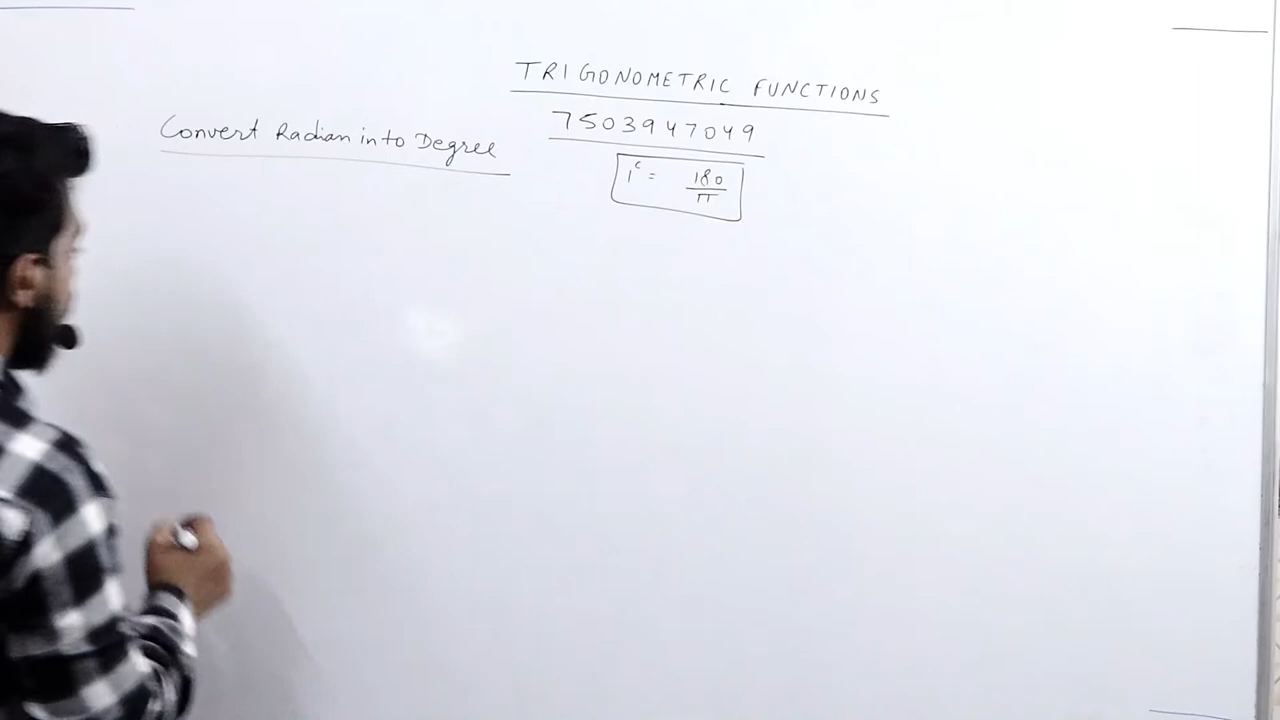 TRIGONOMETRIC FUNCTIONS
7503947049
Convert Radian into Degree
1ᶜ = 180/π